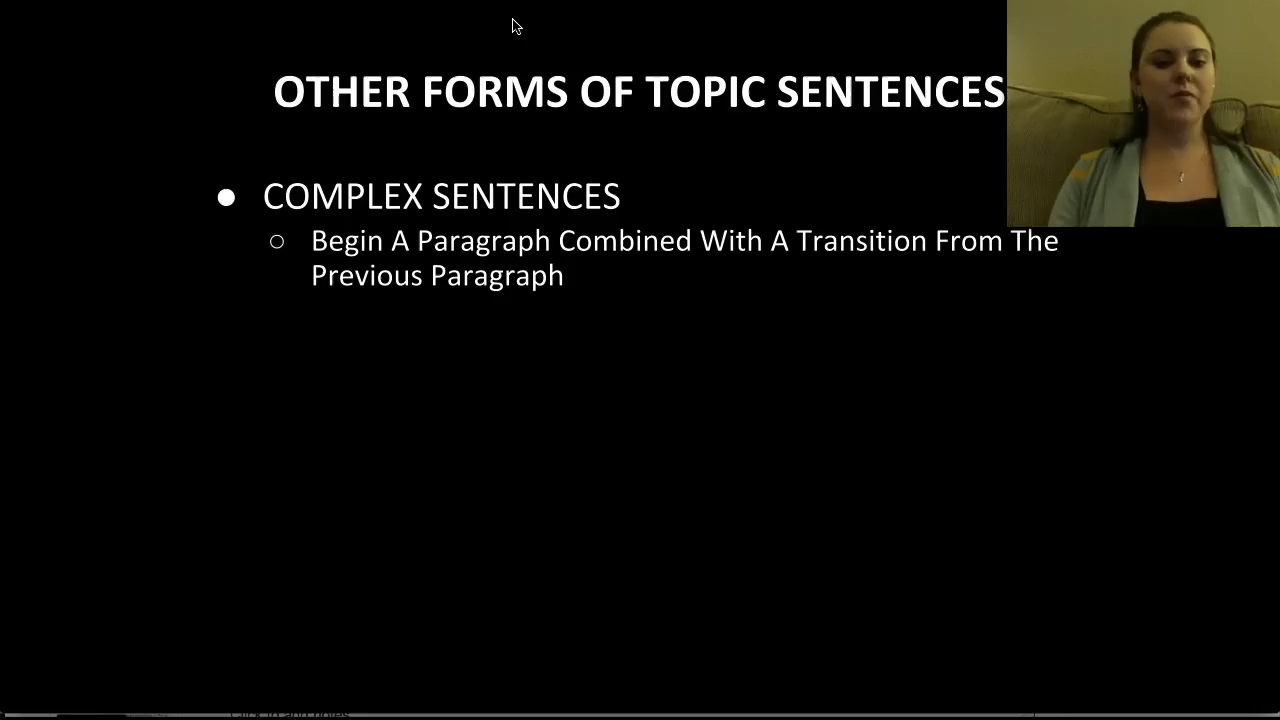 OTHER FORMS OF TOPIC SENTENCES
● COMPLEX SENTENCES
○ Begin A Paragraph Combined With A Transition From The
Previous Paragraph